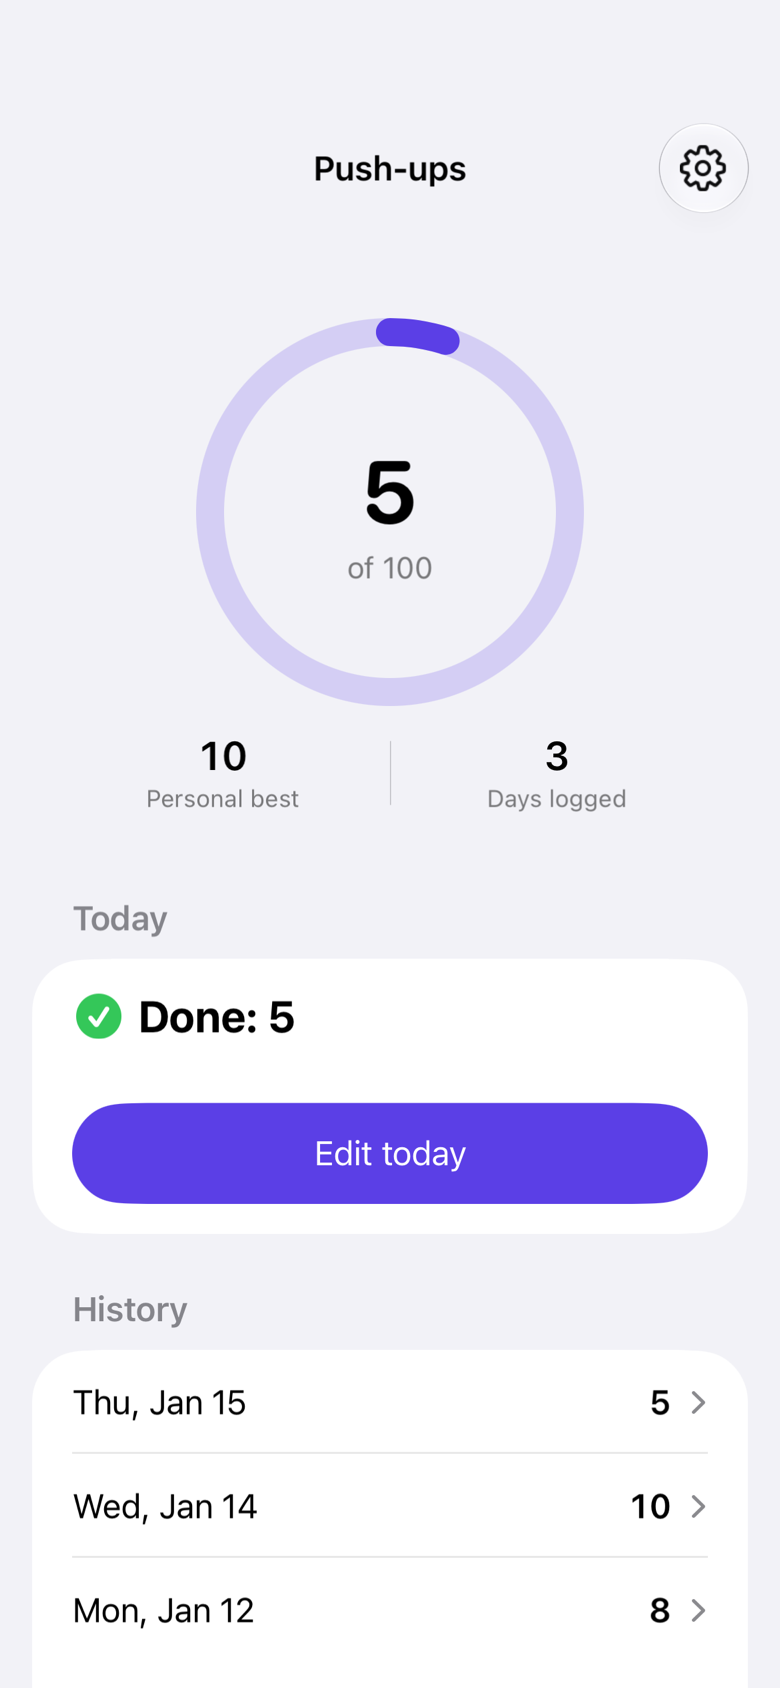 Push-ups
5
of 100
10
Personal best
3
Days logged
Today
Done: 5
Edit today
History
Thu, Jan 15 5
Wed, Jan 14 10
Mon, Jan 12 8